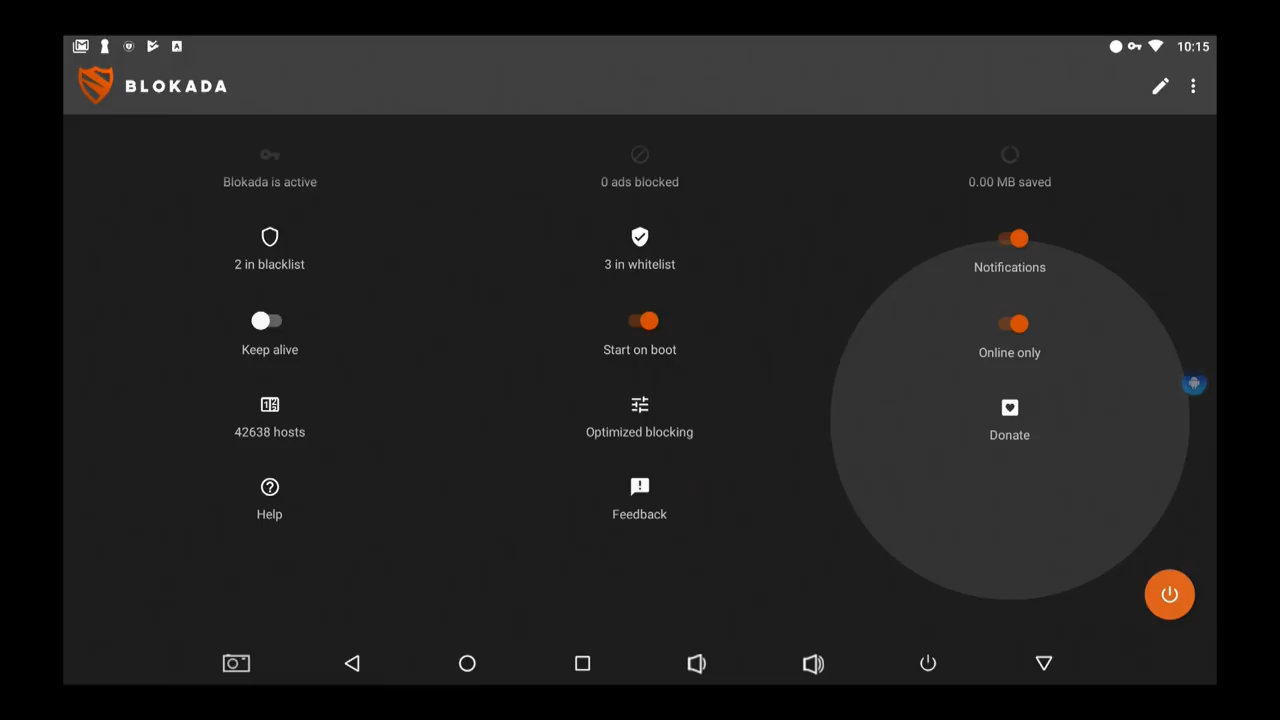 10:15
BLOKADA
Blokada is active
0 ads blocked
0.00 MB saved
2 in blacklist
3 in whitelist
Notifications
Keep alive
Start on boot
Online only
42638 hosts
Optimized blocking
Donate
Help
Feedback